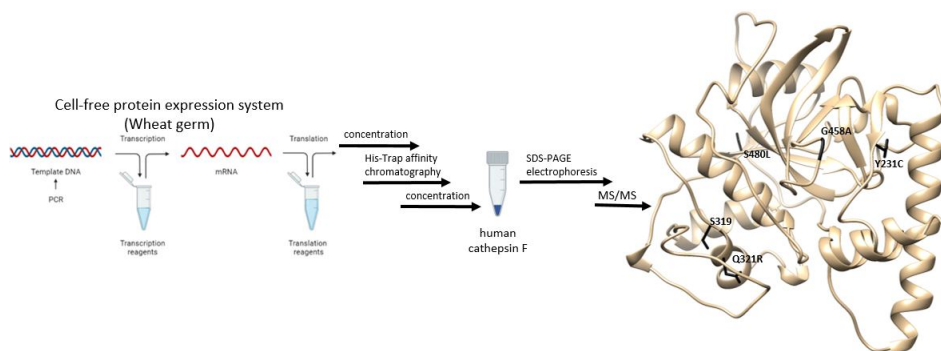 Cell-free protein expression system
(Wheat germ)
Transcription
Translation
Template DNA
mRNA
PCR
Transcription
reagents
Translation
reagents
concentration
His-Trap affinity
chromatography
concentration
human
cathepsin F
SDS-PAGE
electrophoresis
MS/MS
G458A
S480L
Y231C
S319
Q321R